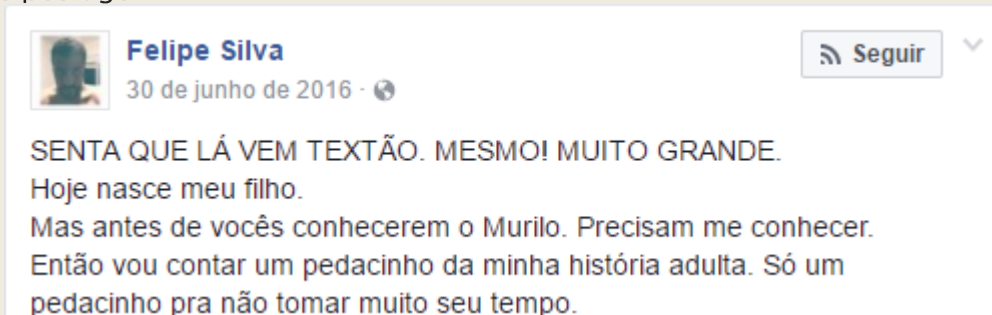 Felipe Silva
Seguir
30 de junho de 2016 ·
SENTA QUE LÁ VEM TEXTÃO. MESMO! MUITO GRANDE.
Hoje nasce meu filho.
Mas antes de vocês conhecerem o Murilo. Precisam me conhecer.
Então vou contar um pedacinho da minha história adulta. Só um
pedacinho pra não tomar muito seu tempo.